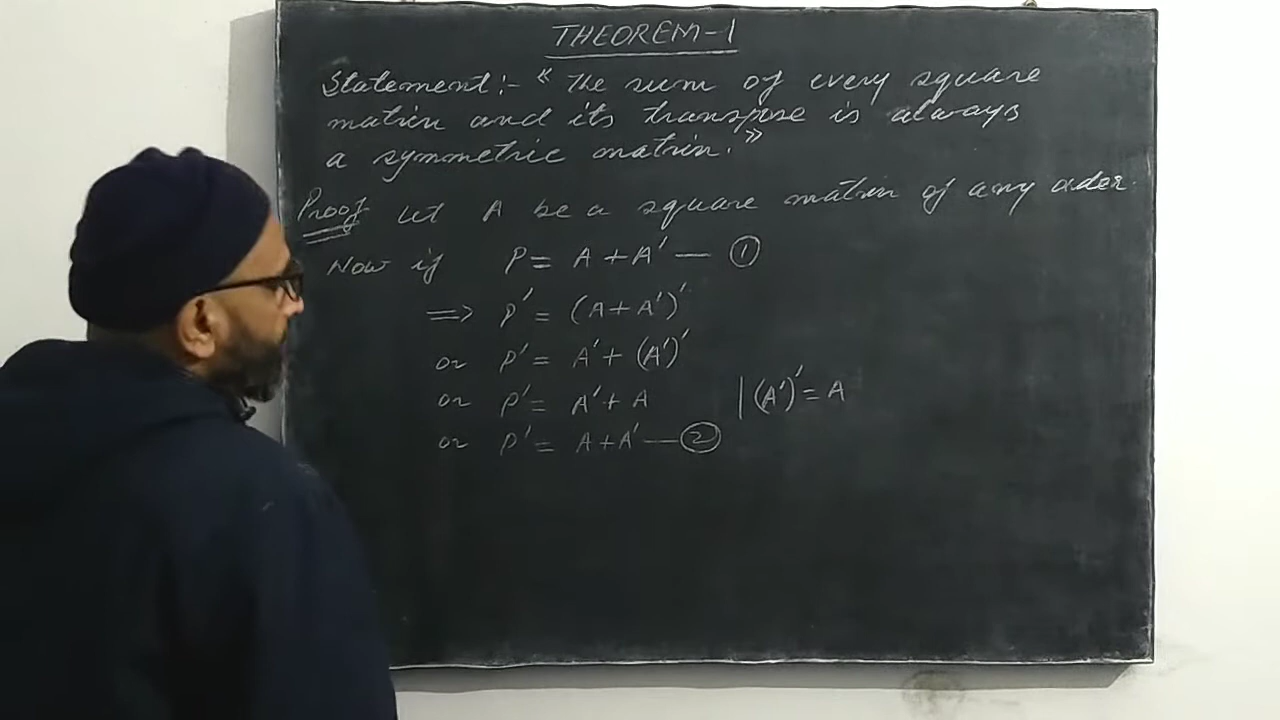 THEOREM-1
Statement:- "The sum of every square
matrix and its transpose is always
a symmetric matrix."
Proof Let A be a square matrix of any order.
Now if P = A + A' — ①
=> P' = (A + A')'
or P' = A' + (A')'
or P' = A' + A | (A')' = A
or P' = A + A' — ②